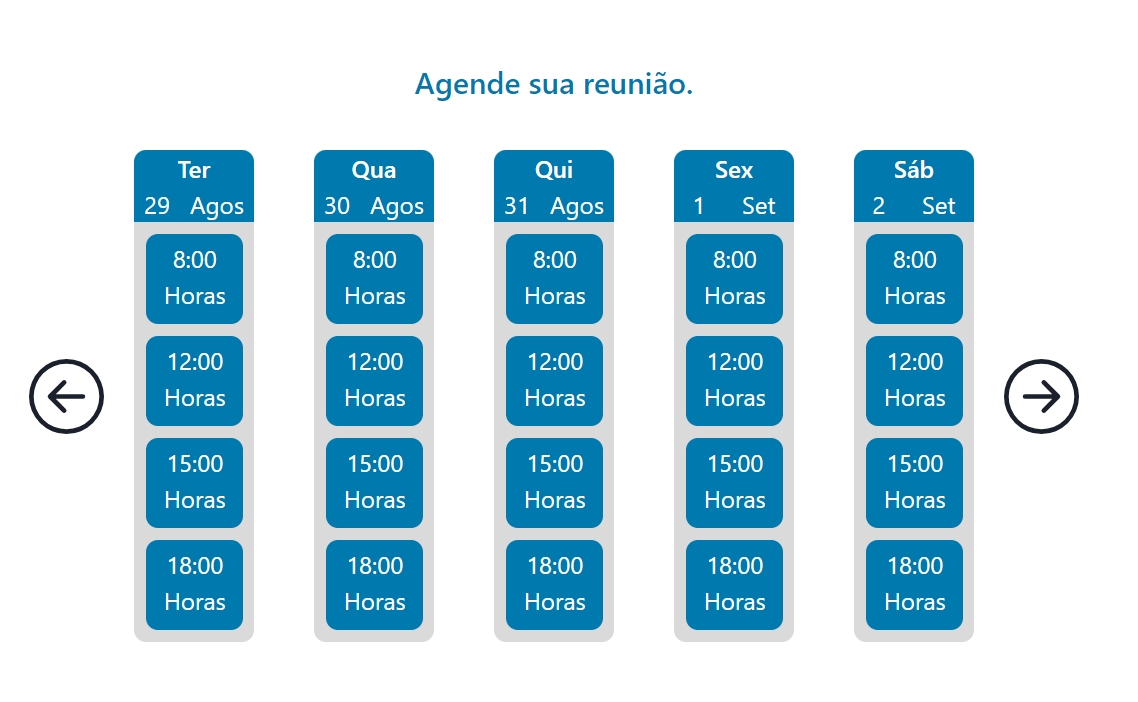 Agende sua reunião.
Ter
29 Agos
8:00
Horas
12:00
Horas
15:00
Horas
18:00
Horas
Qua
30 Agos
8:00
Horas
12:00
Horas
15:00
Horas
18:00
Horas
Qui
31 Agos
8:00
Horas
12:00
Horas
15:00
Horas
18:00
Horas
Sex
1 Set
8:00
Horas
12:00
Horas
15:00
Horas
18:00
Horas
Sáb
2 Set
8:00
Horas
12:00
Horas
15:00
Horas
18:00
Horas